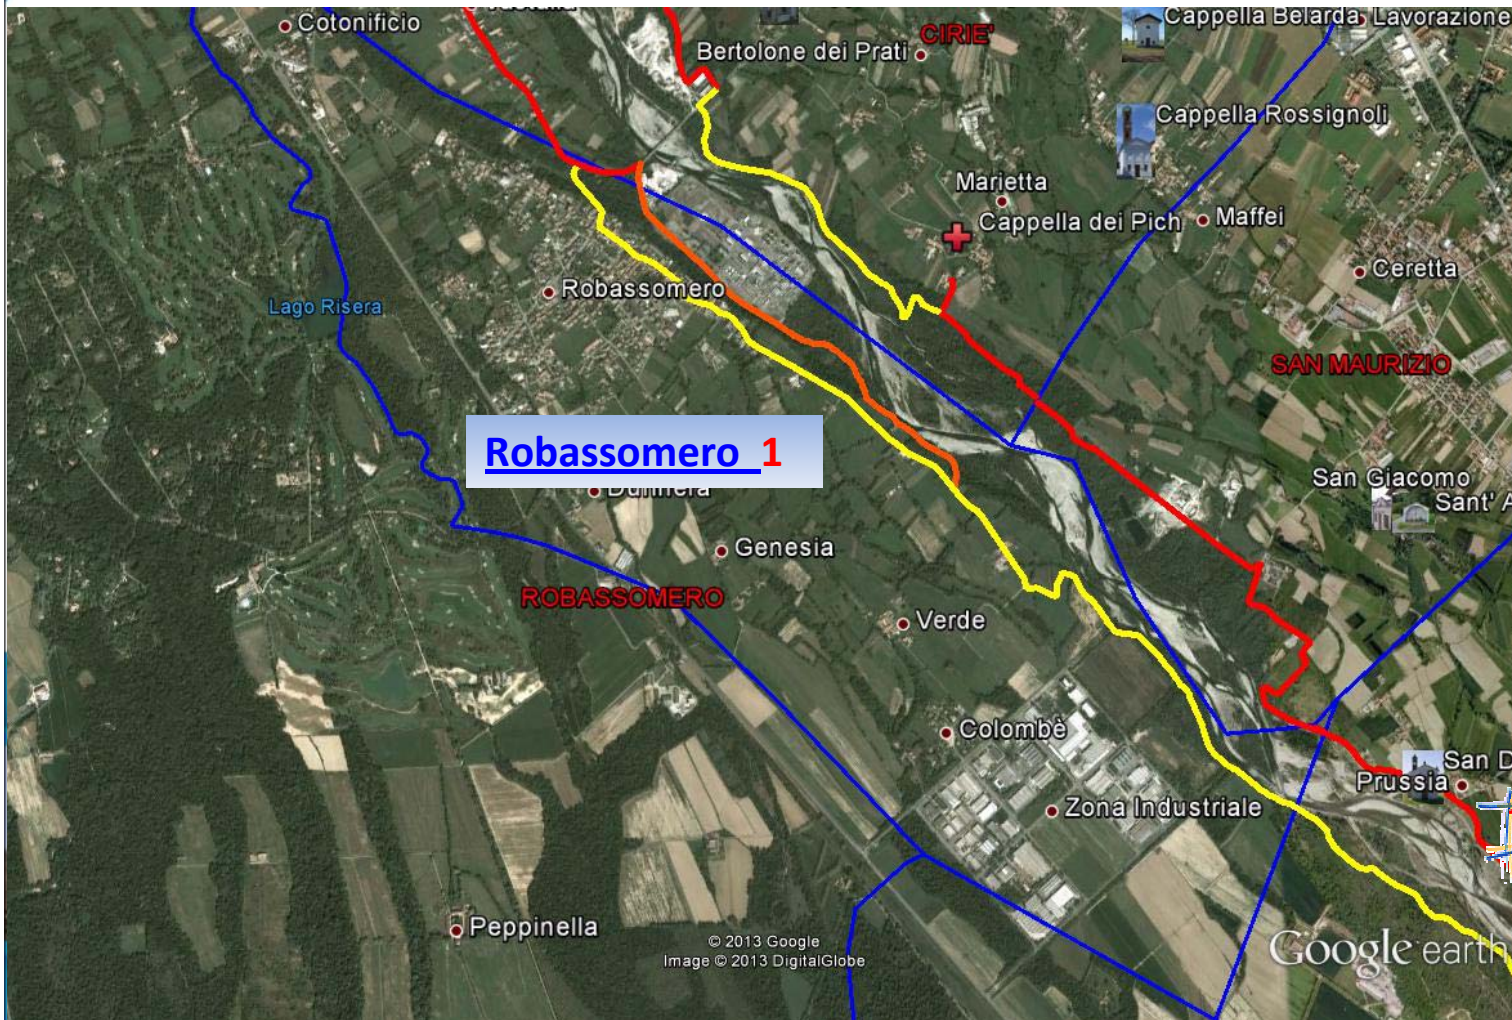 Cotonificio
Bertolone dei Prati
CIRIE'
Cappella Belarda
Lavorazione
Cappella Rossignoli
Marietta
Cappella dei Pich
Maffei
Ceretta
Robassomero
Lago Risera
SAN MAURIZIO
Robassomero 1
San Giacomo
Sant' A
Genesia
ROBASSOMERO
Verde
Colombè
San D
Prussia
Zona Industriale
Peppinella
© 2013 Google
Image © 2013 DigitalGlobe
Google earth